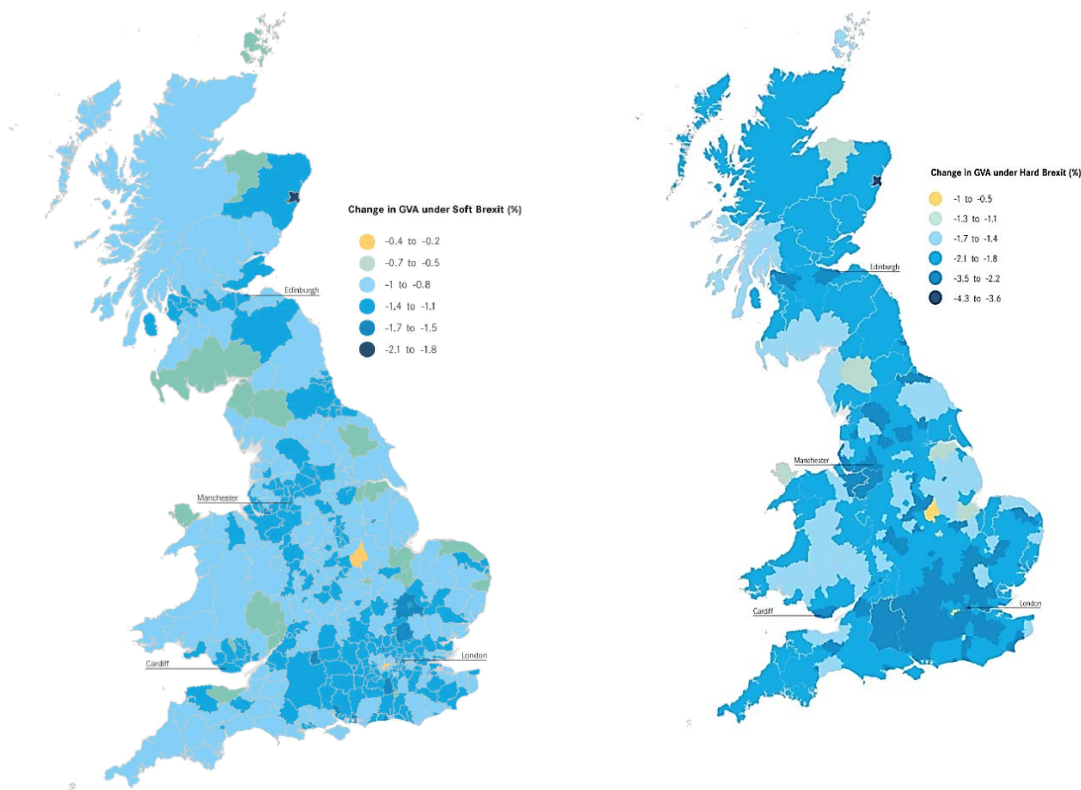 Change in GVA under Soft Brexit (%)
-0.4 to -0.2
-0.7 to -0.5
-1 to -0.8
-1.4 to -1.1
-1.7 to -1.5
-2.1 to -1.8
Edinburgh
Manchester
Cardiff
London
Change in GVA under Hard Brexit (%)
-1 to -0.5
-1.3 to -1.1
-1.7 to -1.4
-2.1 to -1.8
-3.5 to -2.2
-4.3 to -3.6
Edinburgh
Manchester
Cardiff
London